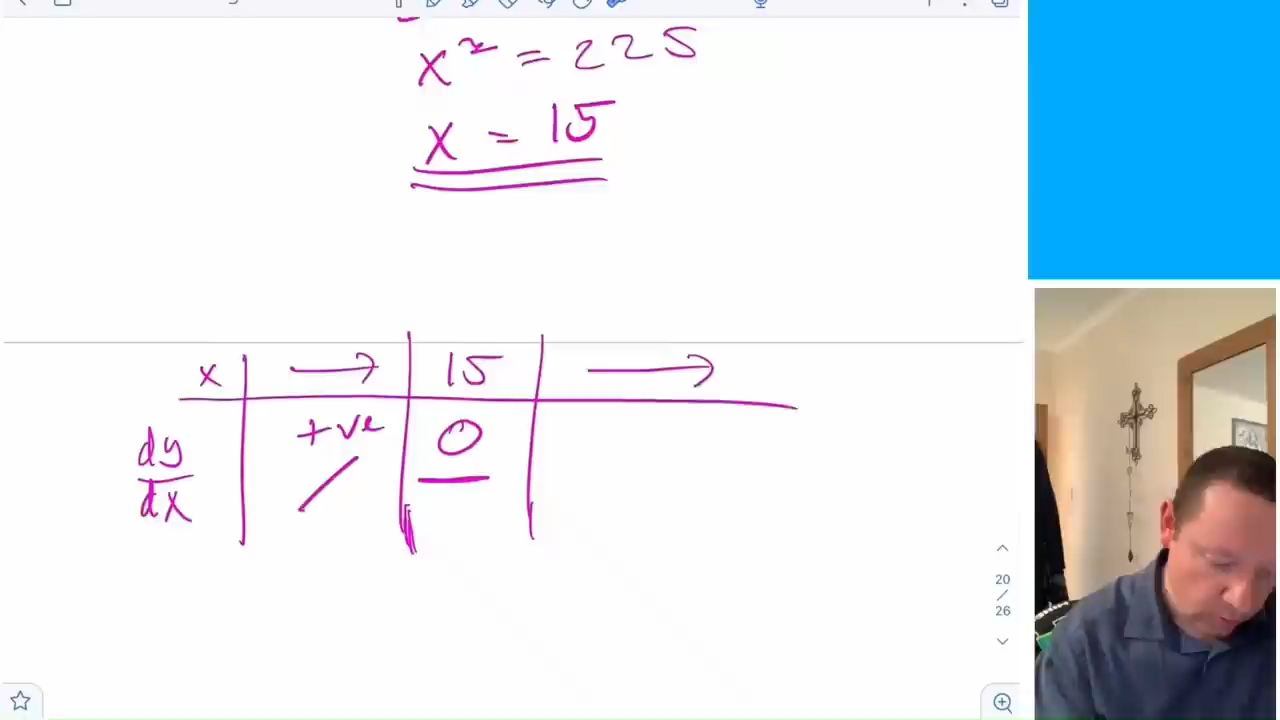 x² = 225
x = 15
x → 15 →
dy/dx +ve 0
20
/
26